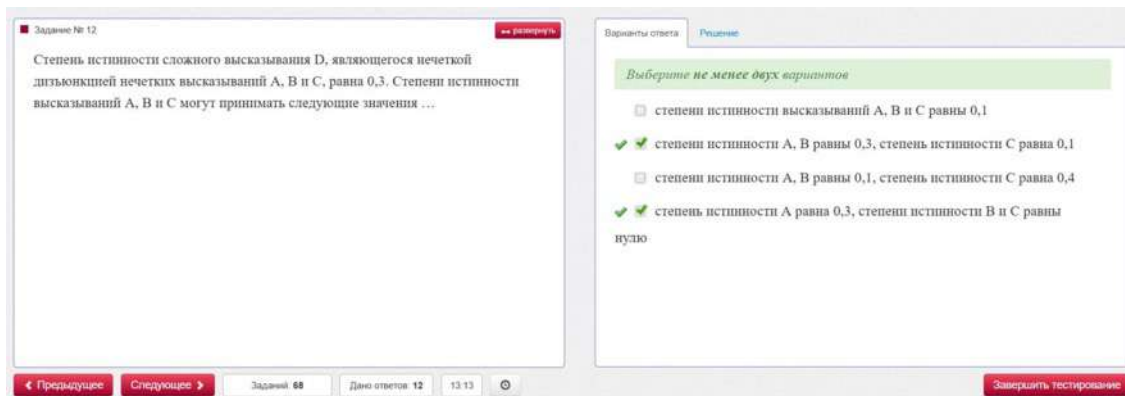 Задание № 12
развернуть
Степень истинности сложного высказывания D, являющегося нечеткой
дизъюнкцией нечетких высказываний A, B и C, равна 0,3. Степени истинности
высказываний A, B и C могут принимать следующие значения …
Варианты ответа
Решение
Выберите не менее двух вариантов
степени истинности высказываний A, B и C равны 0,1
степени истинности A, B равны 0,3, степень истинности C равна 0,1
степени истинности A, B равны 0,1, степень истинности C равна 0,4
степень истинности A равна 0,3, степени истинности B и C равны
нулю
Предыдущее
Следующее
Заданий: 68
Дано ответов: 12
13:13
Завершить тестирование